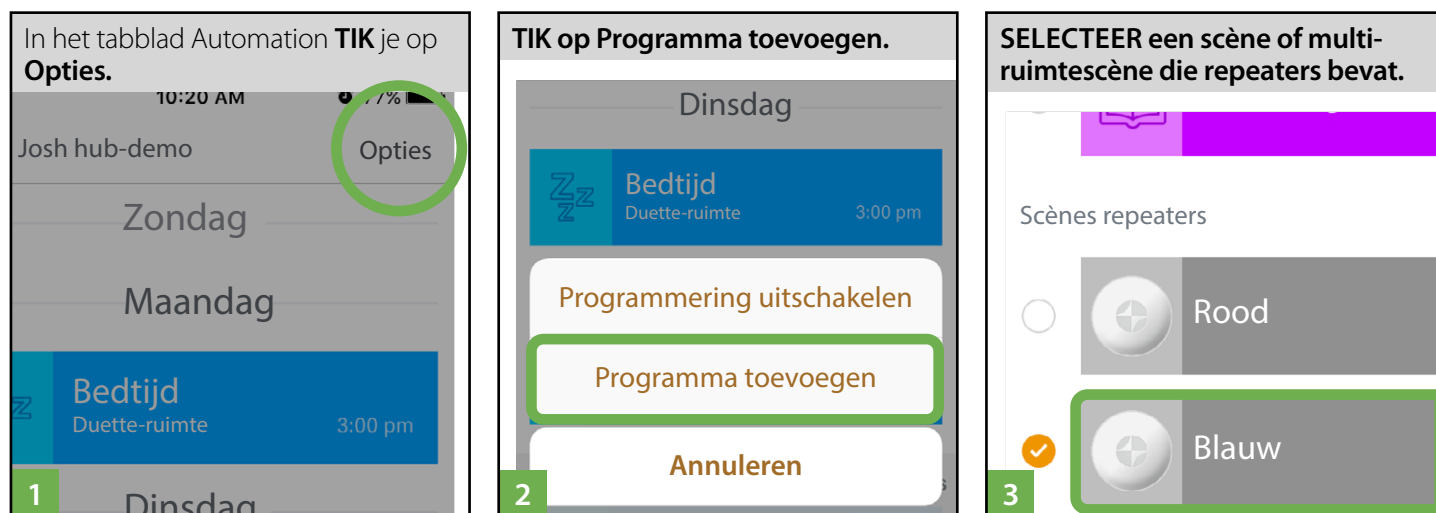 In het tabblad Automation TIK je op
Opties.
10:20 AM
77%
Josh hub-demo
Opties
Zondag
Maandag
Bedtijd
Duette-ruimte
3:00 pm
Dinsdag
1
TIK op Programma toevoegen.
Dinsdag
Bedtijd
Duette-ruimte
3:00 pm
Programmering uitschakelen
Programma toevoegen
Annuleren
2
SELECTEER een scène of multi-
ruimtescène die repeaters bevat.
Scènes repeaters
Rood
Blauw
3